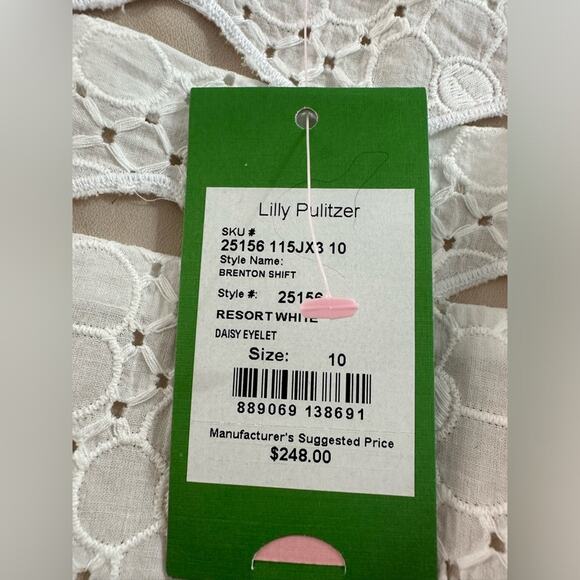 Lilly Pulitzer
SKU #
25156 115JX3 10
Style Name:
BRENTON SHIFT
Style #: 25156
RESORT WHITE
DAISY EYELET
Size: 10
889069 138691
Manufacturer's Suggested Price
$248.00